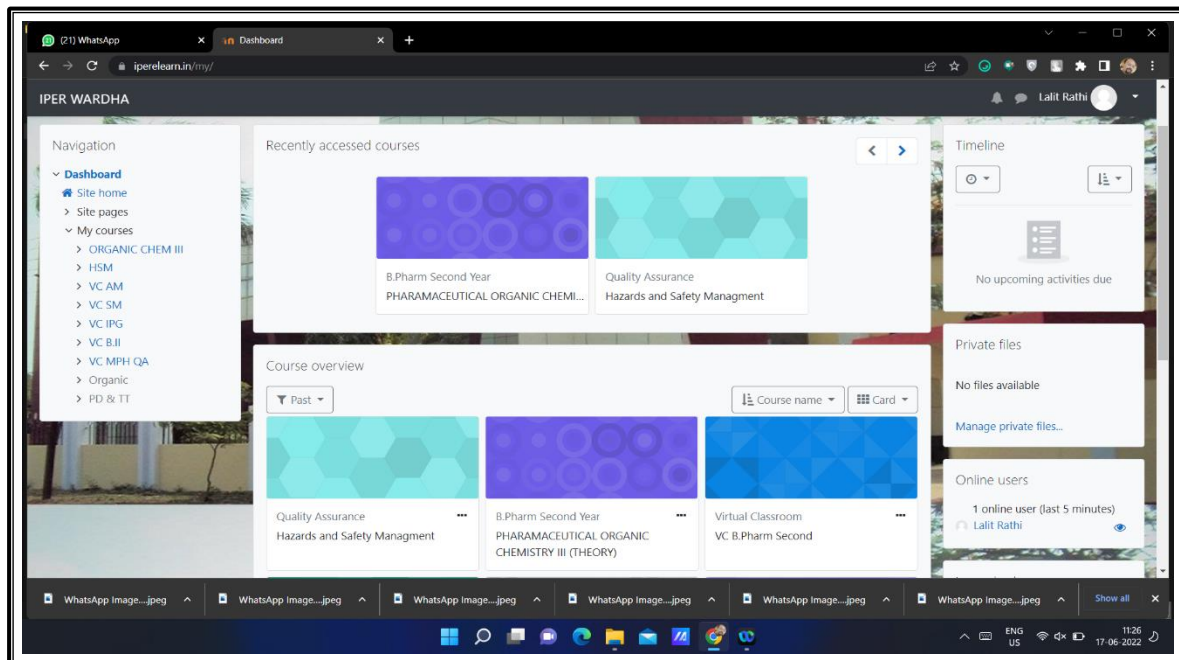 (21) WhatsApp
Dashboard
iperelearn.in/my/
IPER WARDHA
Lalit Rathi
Navigation
Dashboard
Site home
Site pages
My courses
ORGANIC CHEM III
HSM
VC AM
VC SM
VC IPG
VC B.II
VC MPH QA
Organic
PD & TT
Recently accessed courses
B.Pharm Second Year
PHARAMACEUTICAL ORGANIC CHEMI...
Quality Assurance
Hazards and Safety Managment
Course overview
Past
Course name
Card
Quality Assurance
Hazards and Safety Managment
B.Pharm Second Year
PHARAMACEUTICAL ORGANIC
CHEMISTRY III (THEORY)
Virtual Classroom
VC B.Pharm Second
Timeline
No upcoming activities due
Private files
No files available
Manage private files...
Online users
1 online user (last 5 minutes)
Lalit Rathi
WhatsApp Image....jpeg
WhatsApp Image....jpeg
WhatsApp Image....jpeg
WhatsApp Image....jpeg
WhatsApp Image....jpeg
WhatsApp Image....jpeg
Show all
ENG
US
11:26
17-06-2022